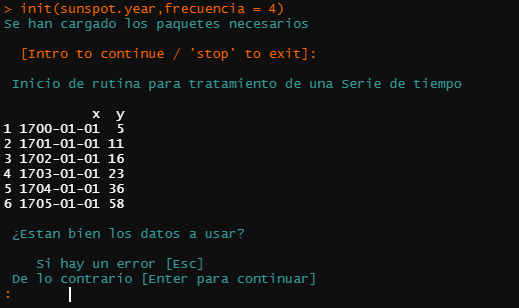 > init(sunspot.year,frecuencia = 4)
Se han cargado los paquetes necesarios
[Intro to continue / 'stop' to exit]:
Inicio de rutina para tratamiento de una Serie de tiempo
x y
1 1700-01-01 5
2 1701-01-01 11
3 1702-01-01 16
4 1703-01-01 23
5 1704-01-01 36
6 1705-01-01 58
¿Estan bien los datos a usar?
Si hay un error [Esc]
De lo contrario [Enter para continuar]
: